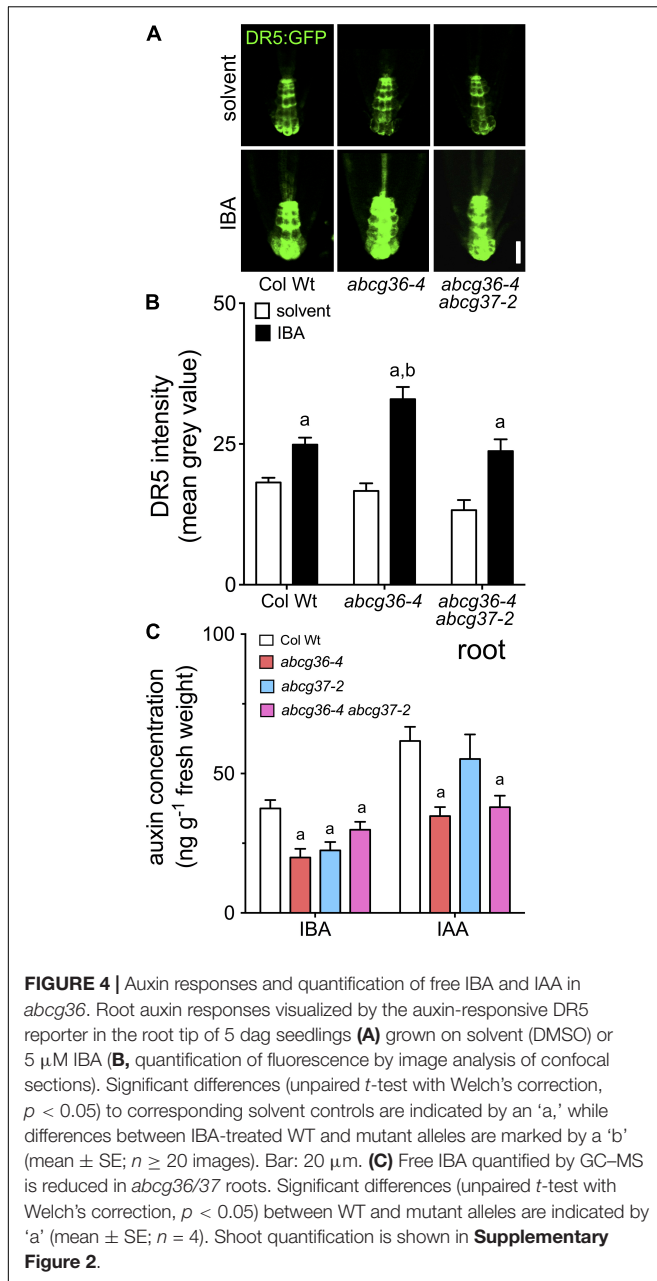 A
DR5:GFP
solvent
IBA
Col Wt abcg36-4 abcg36-4
abcg37-2
B
50
solvent
IBA
a
a,b
a
25
0
DR5 intensity
(mean grey value)
Col Wt abcg36-4 abcg36-4
abcg37-2
C
100
Col Wt
root
abcg36-4
abcg37-2
abcg36-4 abcg37-2
auxin concentration
(ng g-1 fresh weight)
50
a a a
a a
0
IBA IAA
FIGURE 4 | Auxin responses and quantification of free IBA and IAA in
abcg36. Root auxin responses visualized by the auxin-responsive DR5
reporter in the root tip of 5 dag seedlings (A) grown on solvent (DMSO) or
5 μM IBA (B, quantification of fluorescence by image analysis of confocal
sections). Significant differences (unpaired t-test with Welch's correction,
p < 0.05) to corresponding solvent controls are indicated by an 'a,' while
differences between IBA-treated WT and mutant alleles are marked by a 'b'
(mean ± SE; n ≥ 20 images). Bar: 20 μm. (C) Free IBA quantified by GC–MS
is reduced in abcg36/37 roots. Significant differences (unpaired t-test with
Welch's correction, p < 0.05) between WT and mutant alleles are indicated by
'a' (mean ± SE; n = 4). Shoot quantification is shown in Supplementary
Figure 2.